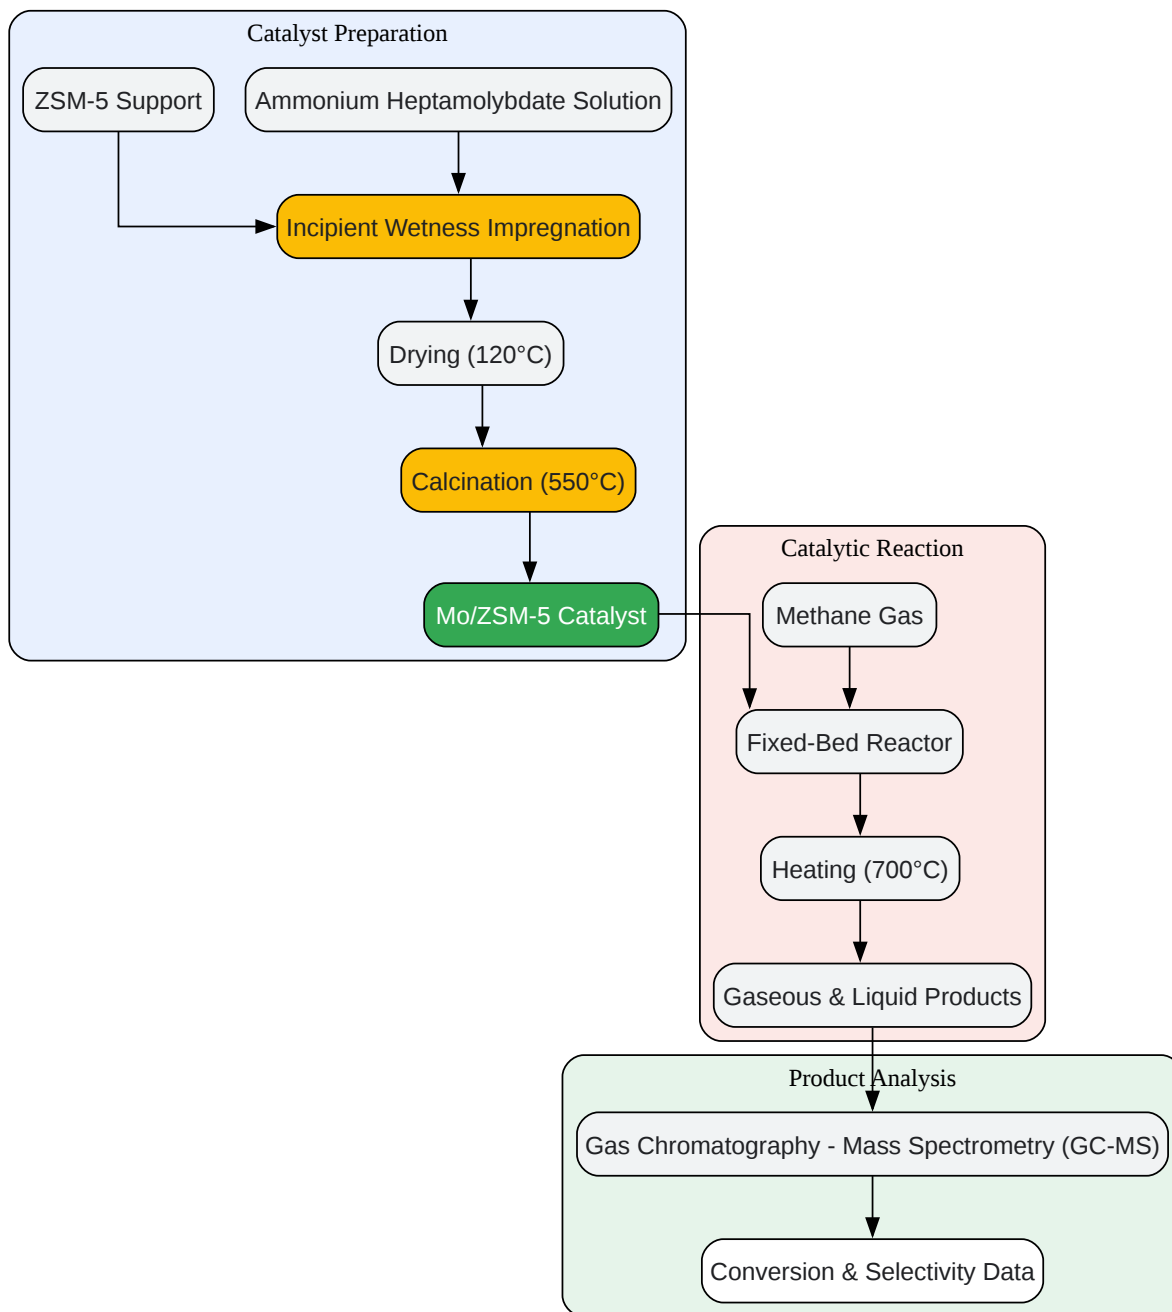 Catalyst Preparation
ZSM-5 Support
Ammonium Heptamolybdate Solution
Incipient Wetness Impregnation
Drying (120°C)
Calcination (550°C)
Mo/ZSM-5 Catalyst
Catalytic Reaction
Methane Gas
Fixed-Bed Reactor
Heating (700°C)
Gaseous & Liquid Products
Product Analysis
Gas Chromatography - Mass Spectrometry (GC-MS)
Conversion & Selectivity Data